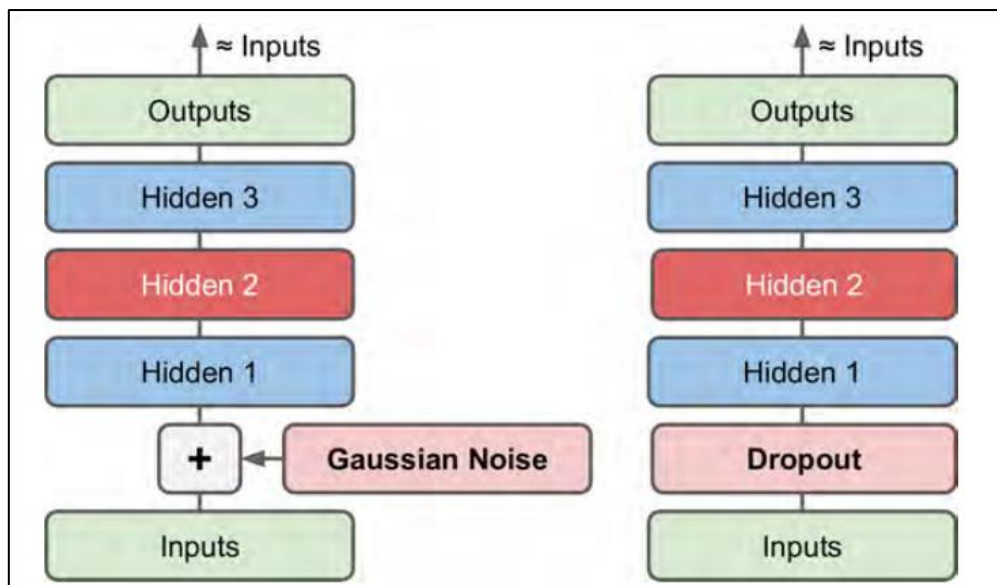 ≈ Inputs
Outputs
Hidden 3
Hidden 2
Hidden 1
+
Gaussian Noise
Inputs
≈ Inputs
Outputs
Hidden 3
Hidden 2
Hidden 1
Dropout
Inputs